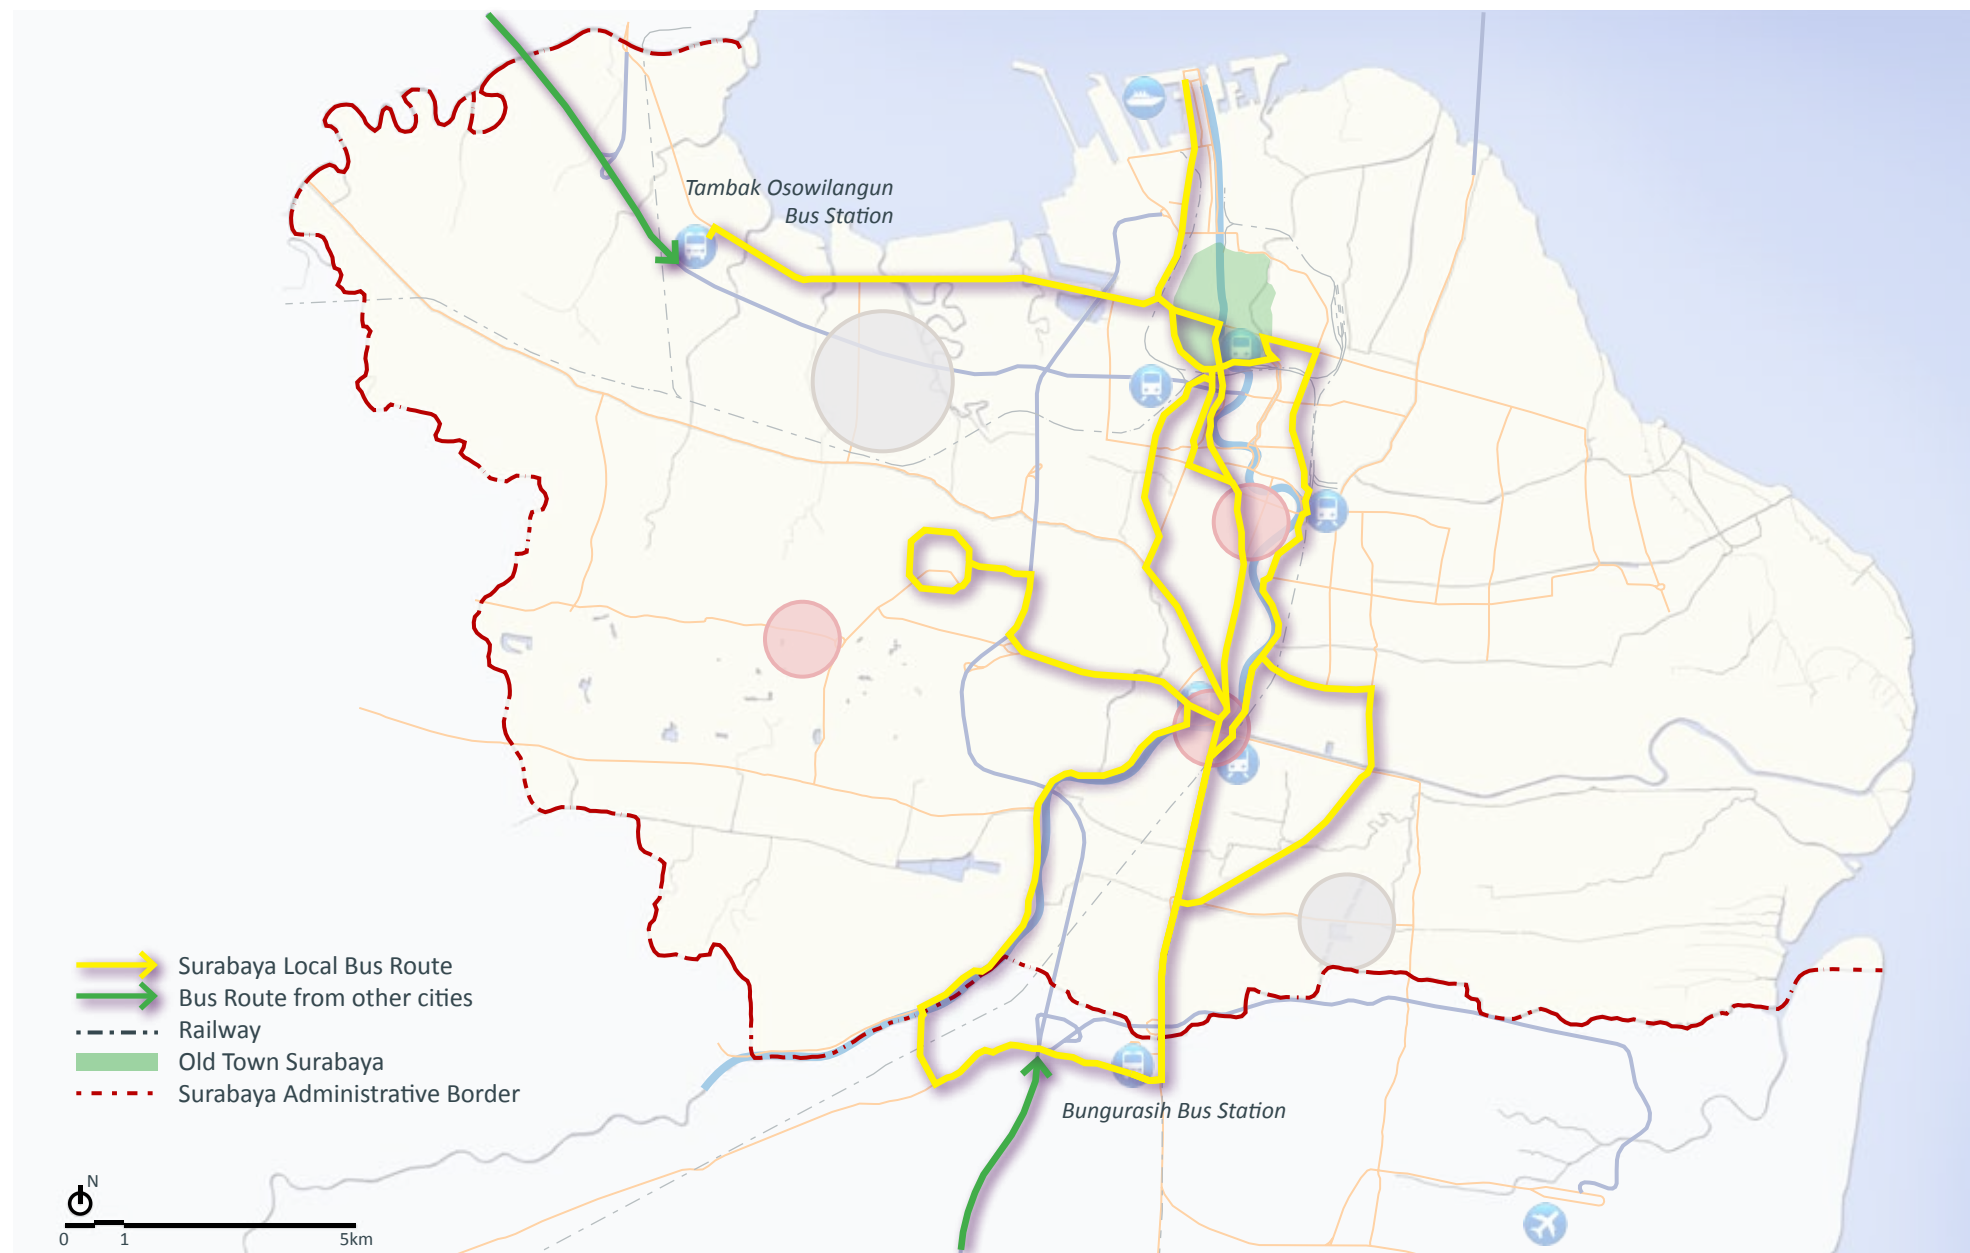 Tambak Osowilangun
Bus Station
Surabaya Local Bus Route
Bus Route from other cities
Railway
Old Town Surabaya
Surabaya Administrative Border
Bungurasih Bus Station
N
0 1 5km